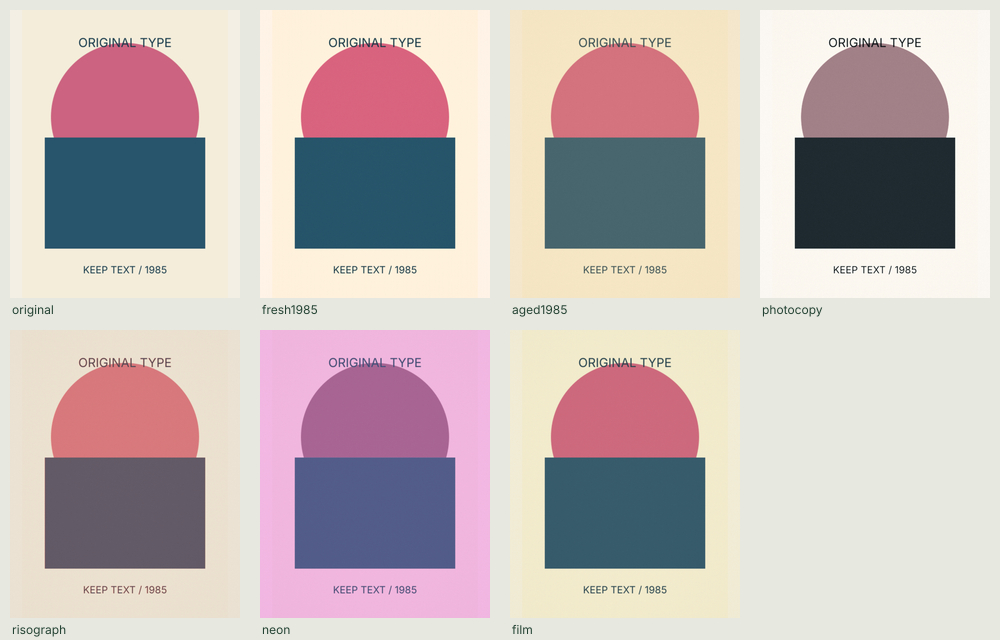 ORIGINAL TYPE
KEEP TEXT / 1985
original
ORIGINAL TYPE
KEEP TEXT / 1985
fresh1985
ORIGINAL TYPE
KEEP TEXT / 1985
aged1985
ORIGINAL TYPE
KEEP TEXT / 1985
photocopy
ORIGINAL TYPE
KEEP TEXT / 1985
risograph
ORIGINAL TYPE
KEEP TEXT / 1985
neon
ORIGINAL TYPE
KEEP TEXT / 1985
film